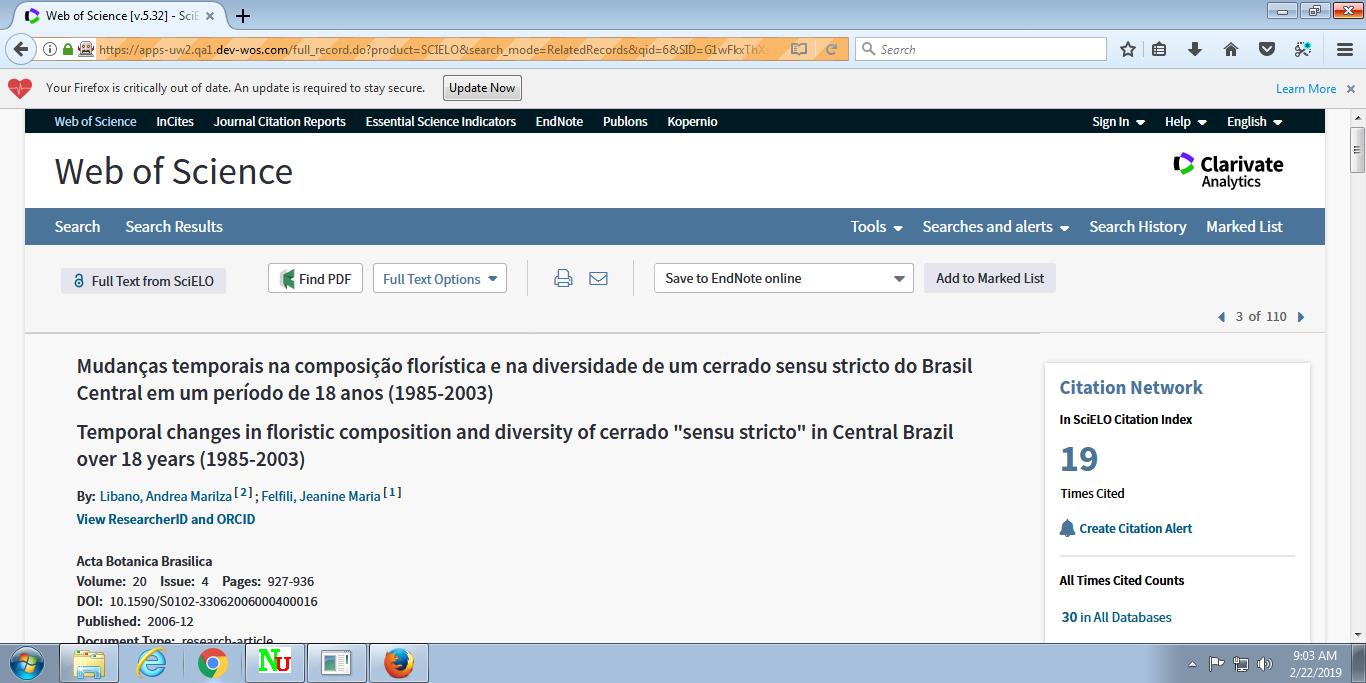 Web of Science [v.5.32] - SciE
https://apps-uw2.qa1.dev-wos.com/full_record.do?product=SCIELO&search_mode=RelatedRecords&qid=6&SID=G1wFkxThX
Search
Your Firefox is critically out of date. An update is required to stay secure.
Update Now
Learn More
Web of Science InCites Journal Citation Reports Essential Science Indicators EndNote Publons Kopernio
Sign In Help English
Web of Science
Clarivate
Analytics
Search Search Results
Tools Searches and alerts Search History Marked List
Full Text from SciELO
Find PDF
Full Text Options
Save to EndNote online
Add to Marked List
3 of 110
Mudanças temporais na composição florística e na diversidade de um cerrado sensu stricto do Brasil
Central em um período de 18 anos (1985-2003)
Temporal changes in floristic composition and diversity of cerrado "sensu stricto" in Central Brazil
over 18 years (1985-2003)
By: Libano, Andrea Marilza [ 2 ] ; Felfili, Jeanine Maria [ 1 ]
View ResearcherID and ORCID
Acta Botanica Brasilica
Volume: 20 Issue: 4 Pages: 927-936
DOI: 10.1590/S0102-33062006000400016
Published: 2006-12
Document Type: research-article
Citation Network
In SciELO Citation Index
19
Times Cited
Create Citation Alert
All Times Cited Counts
30 in All Databases
NU
9:03 AM
2/22/2019